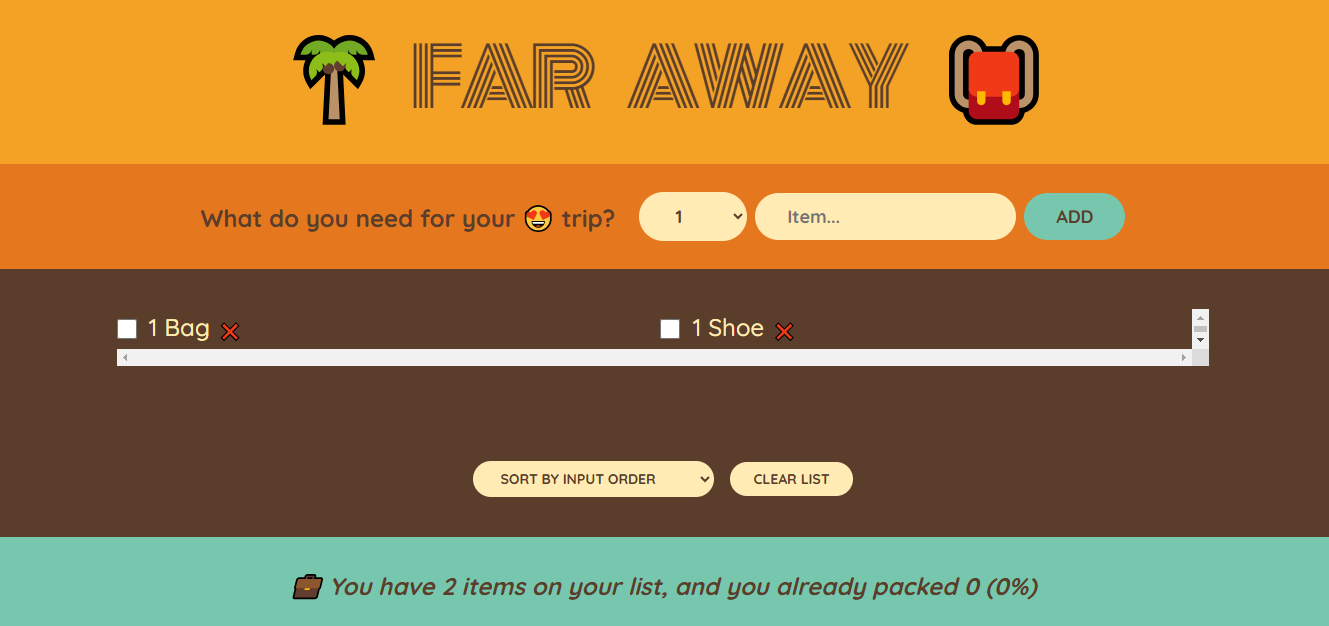 FAR AWAY
What do you need for your 😍 trip? 1 Item... ADD
1 Bag ❌ 1 Shoe ❌
SORT BY INPUT ORDER CLEAR LIST
💼 You have 2 items on your list, and you already packed 0 (0%)